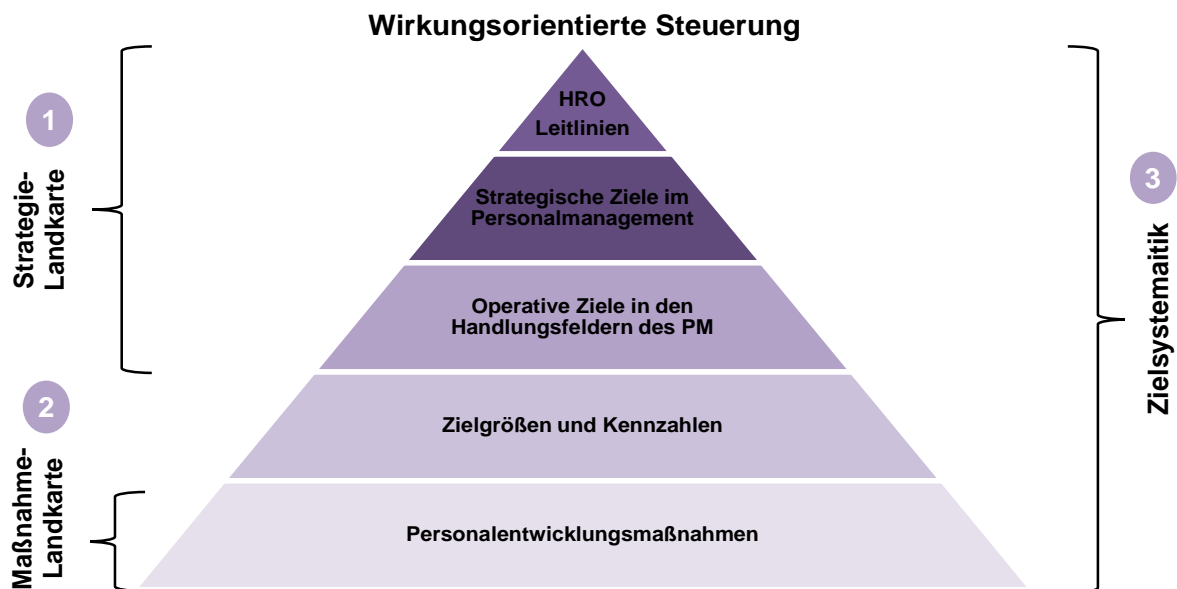 Wirkungsorientierte Steuerung
1
Strategie-
Landkarte
HRO
Leitlinien
Strategische Ziele im
Personalmanagement
Operative Ziele in den
Handlungsfeldern des PM
2
Maßnahme-
Landkarte
Zielgrößen und Kennzahlen
Personalentwicklungsmaßnahmen
3
Zielsystemaitik